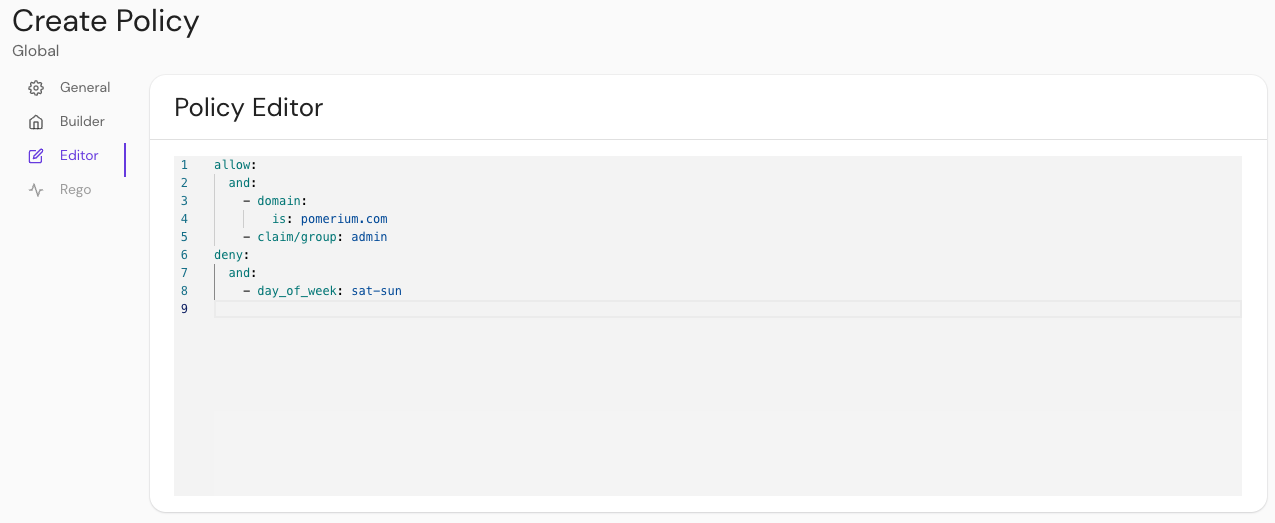 Create Policy
Global
General
Builder
Editor
Rego
Policy Editor
1 allow:
2   and:
3     - domain:
4         is: pomerium.com
5     - claim/group: admin
6 deny:
7   and:
8     - day_of_week: sat-sun
9